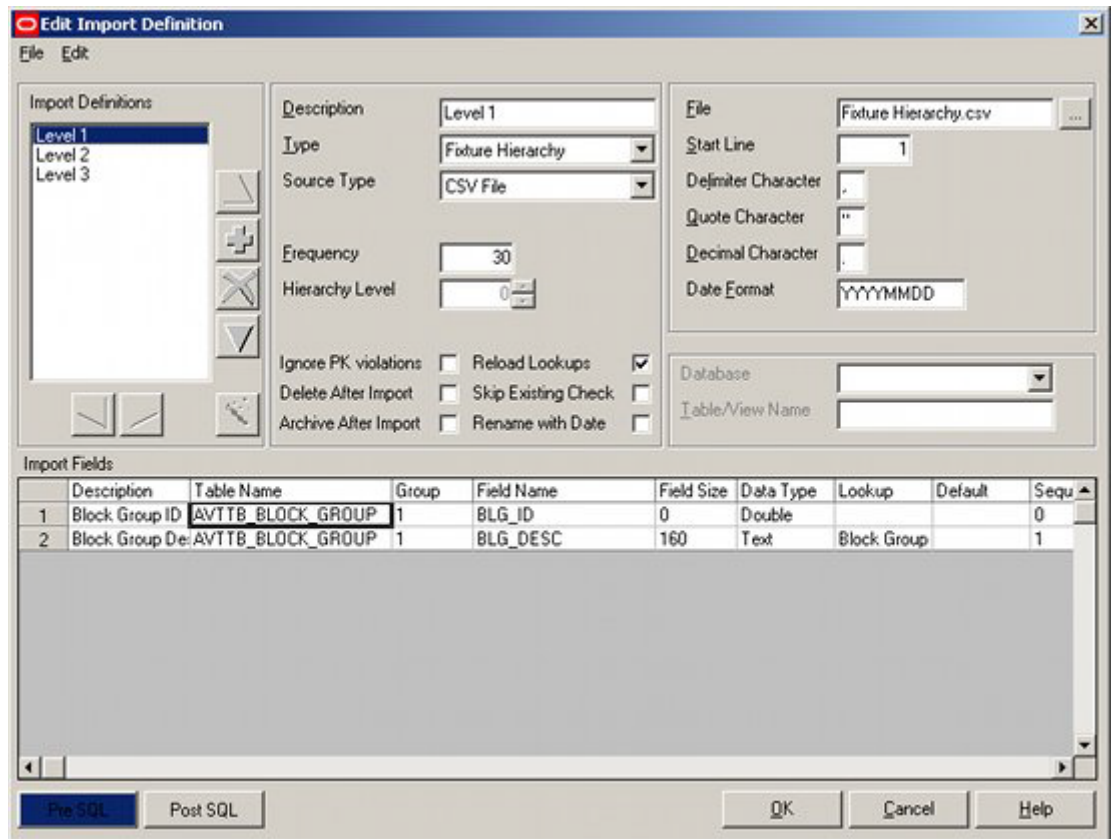 Edit Import Definition
File Edit
Import Definitions
Level 1
Level 2
Level 3
Description Level 1
Type Fixture Hierarchy
Source Type CSV File
Frequency 30
Hierarchy Level 0
Ignore PK violations Reload Lookups
Delete After Import Skip Existing Check
Archive After Import Rename with Date
File Fixture Hierarchy.csv ...
Start Line 1
Delimiter Character ,
Quote Character "
Decimal Character .
Date Format YYYYMMDD
Database
Table/View Name
Import Fields
Description Table Name Group Field Name Field Size Data Type Lookup Default Sequ
1 Block Group ID AVTTB_BLOCK_GROUP 1 BLG_ID 0 Double 0
2 Block Group De: AVTTB_BLOCK_GROUP 1 BLG_DESC 160 Text Block Group 1
Pre SQL Post SQL OK Cancel Help